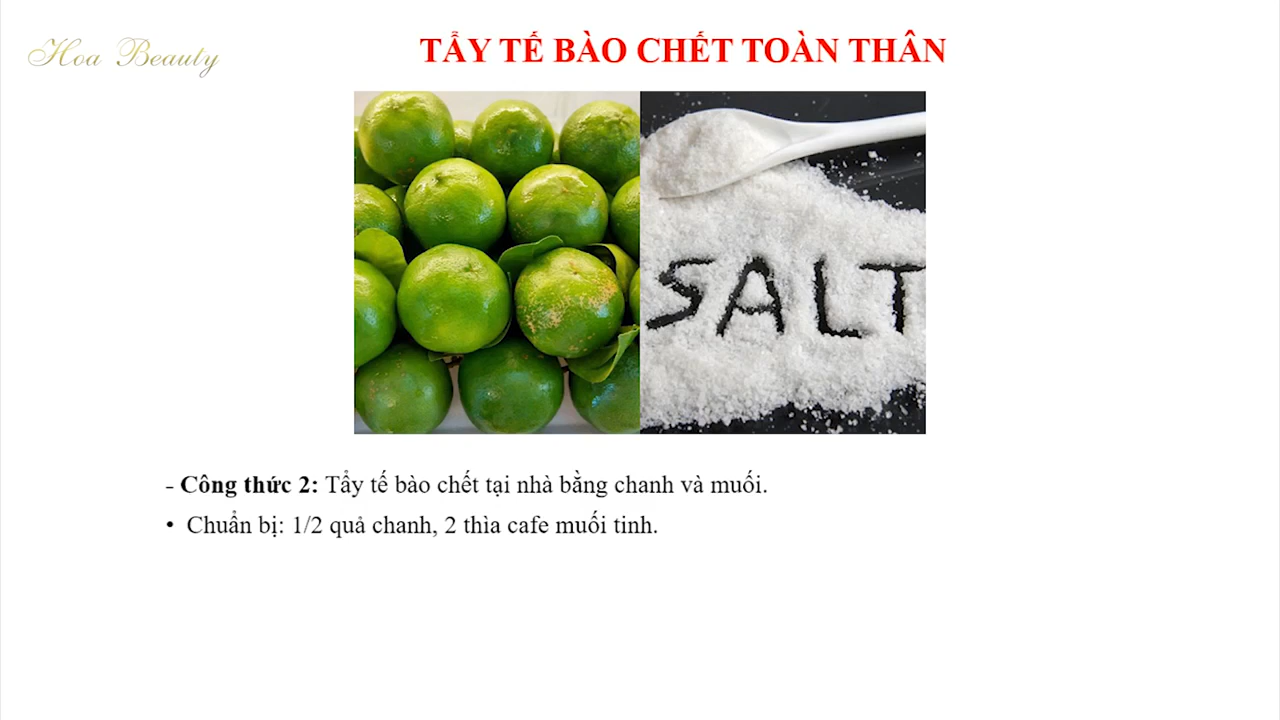 Hoa Beauty
TẨY TẾ BÀO CHẾT TOÀN THÂN
SALT
- Công thức 2: Tẩy tế bào chết tại nhà bằng chanh và muối.
• Chuẩn bị: 1/2 quả chanh, 2 thìa cafe muối tinh.